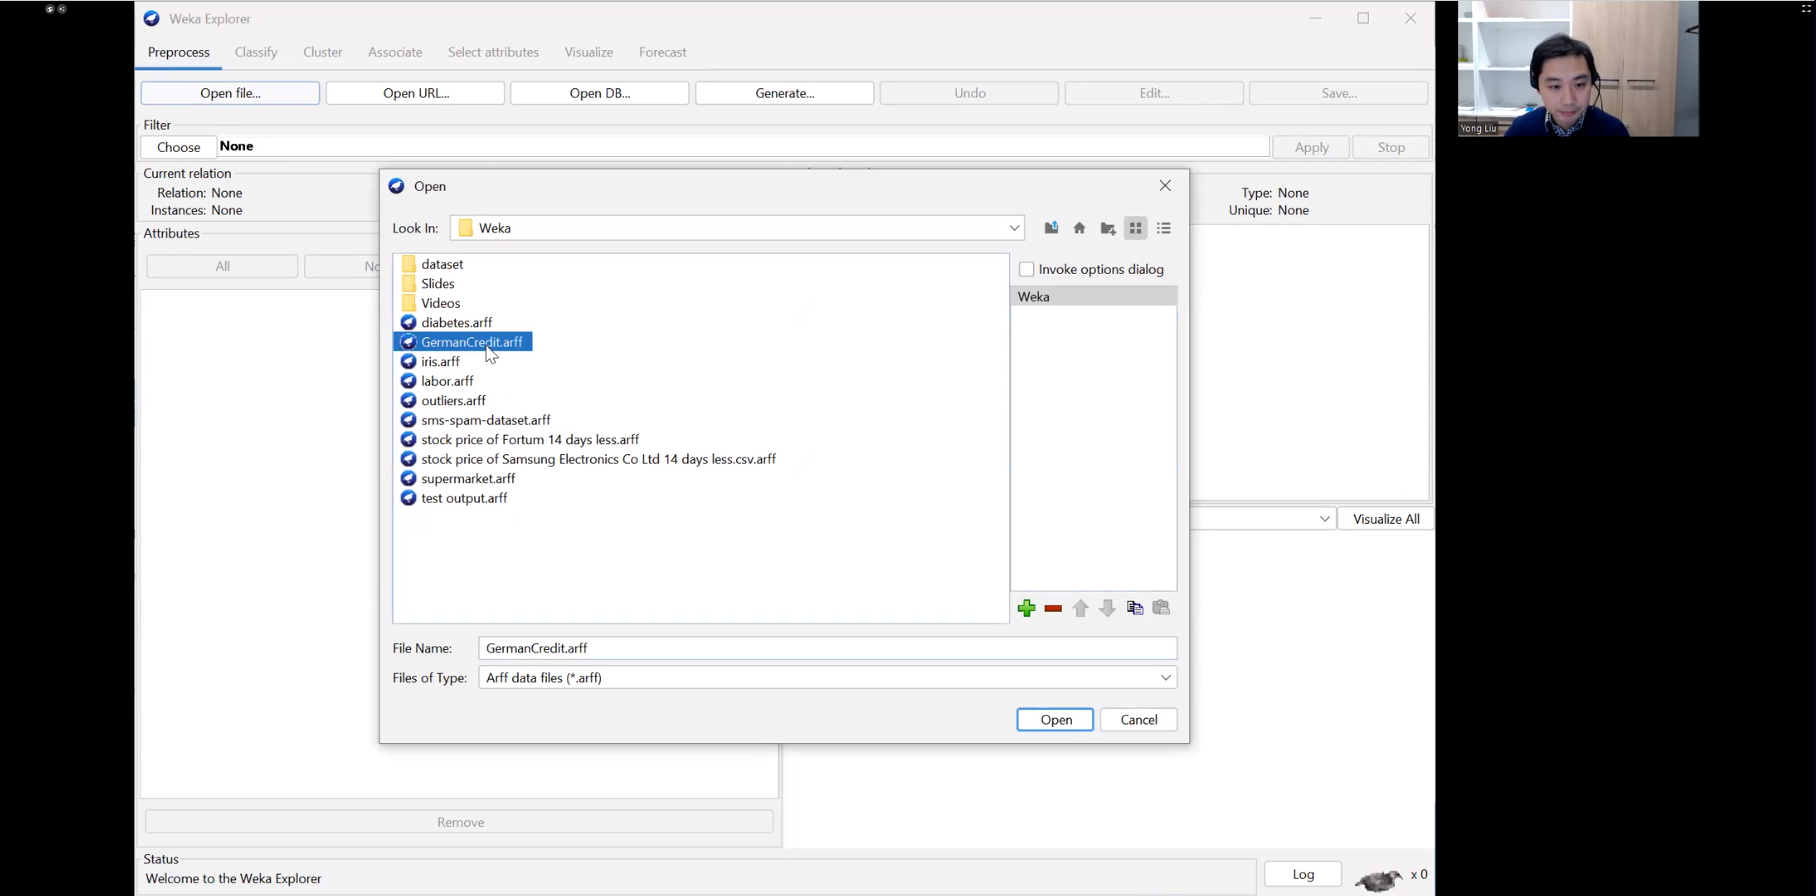 Weka Explorer
Preprocess Classify Cluster Associate Select attributes Visualize Forecast
Open file... Open URL... Open DB... Generate... Undo Edit... Save...
Filter
Choose None Apply Stop
Current relation
Relation: None
Instances: None
Type: None
Unique: None
Attributes
All No
Open
Look In: Weka
dataset
Slides
Videos
diabetes.arff
GermanCredit.arff
iris.arff
labor.arff
outliers.arff
sms-spam-dataset.arff
stock price of Fortum 14 days less.arff
stock price of Samsung Electronics Co Ltd 14 days less.csv.arff
supermarket.arff
test output.arff
Invoke options dialog
Weka
File Name: GermanCredit.arff
Files of Type: Arff data files (*.arff)
Open Cancel
Visualize All
Remove
Status
Welcome to the Weka Explorer
Log x 0
Yong Liu